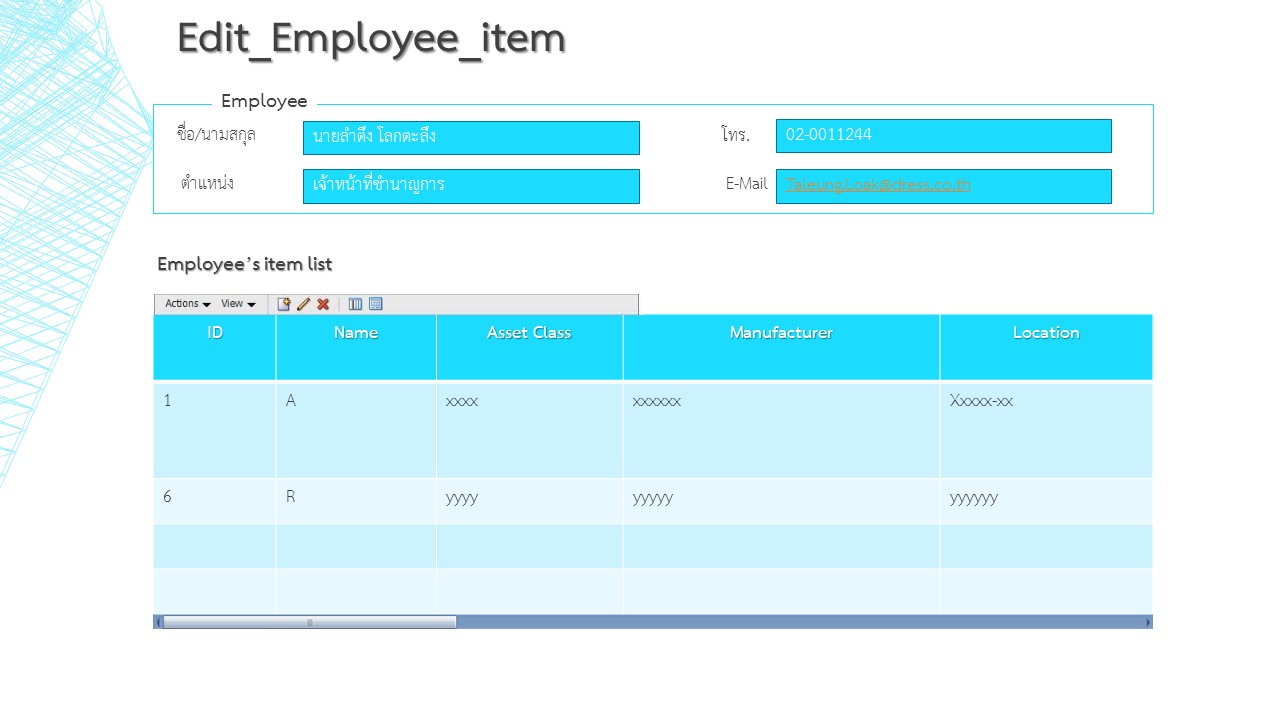 Edit_Employee_item
Employee
ชื่อ/นามสกุล นายลำตึง โลกตะลึง โทร. 02-0011244
ตำแหน่ง เจ้าหน้าที่ชำนาญการ E-Mail Taleung.Loak@dress.co.th
Employee’s item list
Actions View
ID Name Asset Class Manufacturer Location
1 A xxxx xxxxxx Xxxxx-xx
6 R yyyy yyyyy yyyyyy